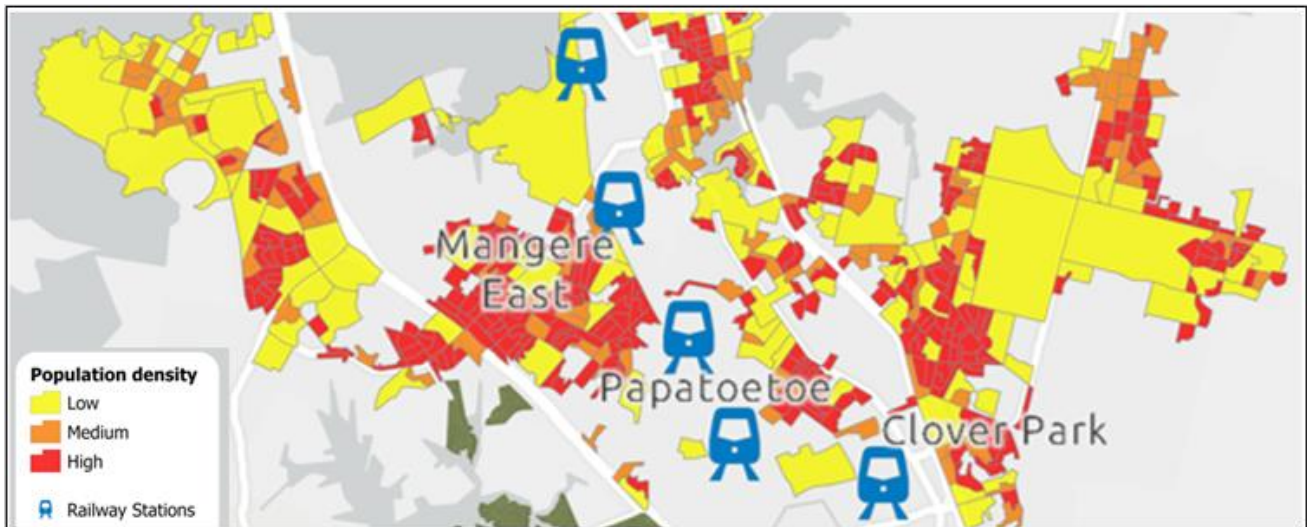 Mangere
East
Papatoetoe
Clover Park
Population density
Low
Medium
High
Railway Stations